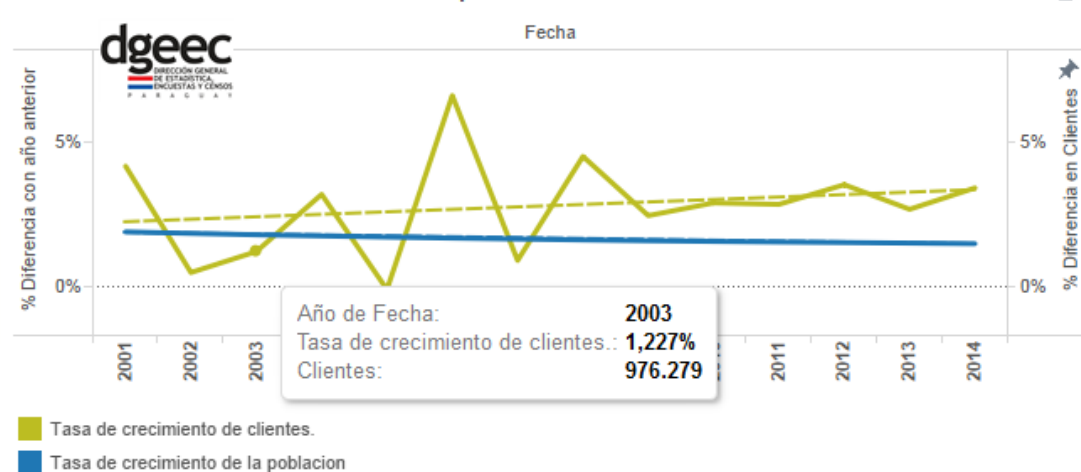 Fecha
dgeec
DIRECCIÓN GENERAL
DE ESTADÍSTICA,
ENCUESTAS Y CENSOS
PARAGUAY
% Diferencia con año anterior
5%
0%
5%
0%
% Diferencia en Clientes
Año de Fecha: 2003
Tasa de crecimiento de clientes.: 1,227%
Clientes: 976.279
2001
2002
2003
2011
2012
2013
2014
Tasa de crecimiento de clientes.
Tasa de crecimiento de la poblacion